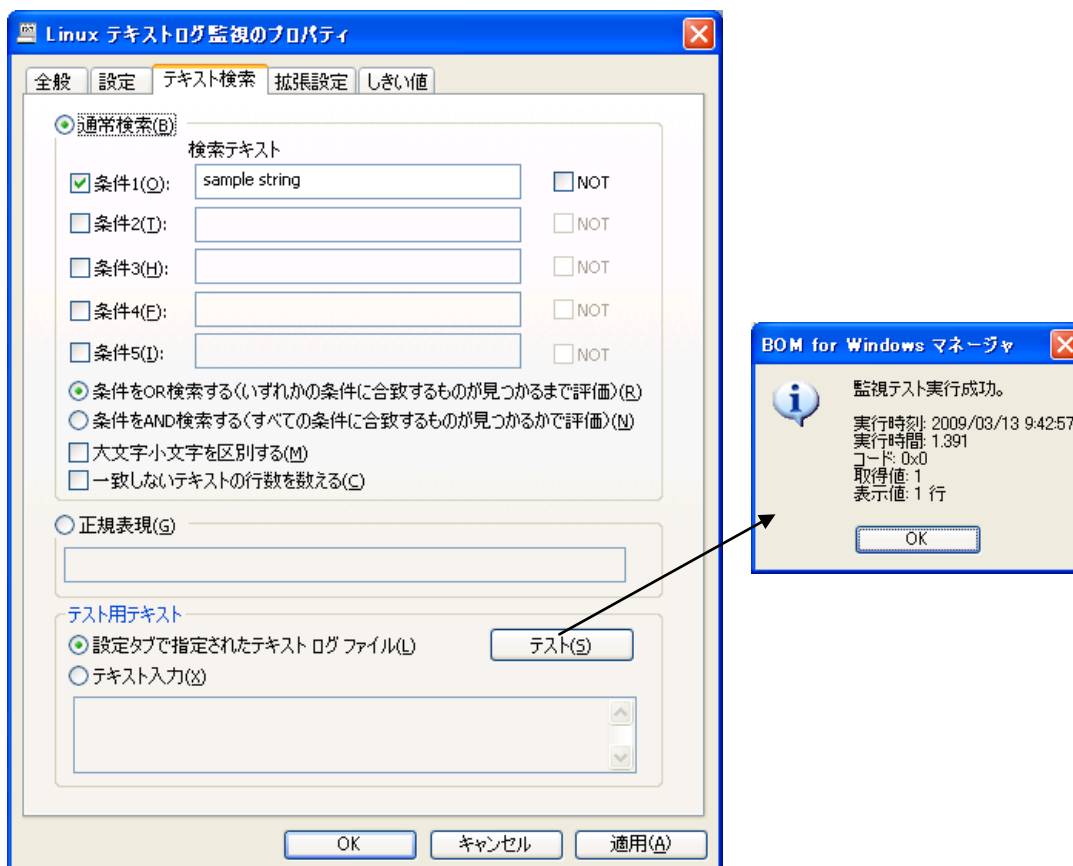 Linux テキストログ監視のプロパティ
全般 設定 テキスト検索 拡張設定 しきい値
通常検索(B)
検索テキスト
条件1(O): sample string NOT
条件2(T): NOT
条件3(H): NOT
条件4(F): NOT
条件5(I): NOT
条件をOR検索する(いずれかの条件に合致するものが見つかるまで評価)(R)
条件をAND検索する(すべての条件に合致するものが見つかるかで評価)(N)
大文字小文字を区別する(M)
一致しないテキストの行数を数える(C)
正規表現(G)
テスト用テキスト
設定タブで指定されたテキスト ログ ファイル(L) テスト(S)
テキスト入力(X)
OK キャンセル 適用(A)
BOM for Windows マネージャ
監視テスト実行成功。
実行時刻: 2009/03/13 9:42:57
実行時間: 1.391
コード: 0x0
取得値: 1
表示値: 1 行
OK